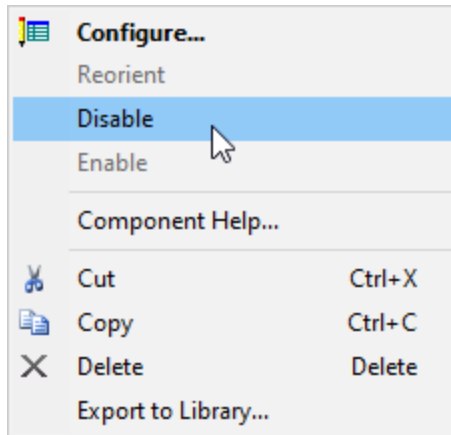 Configure...
Reorient
Disable
Enable
Component Help...
Cut Ctrl+X
Copy Ctrl+C
Delete Delete
Export to Library...